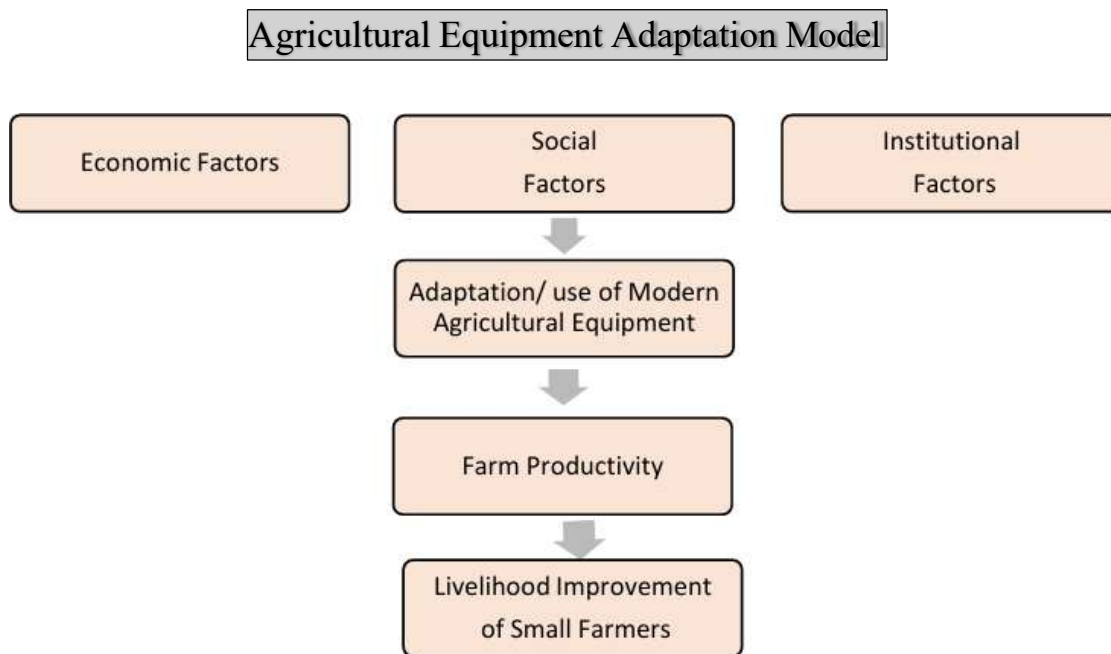 Agricultural Equipment Adaptation Model
Economic Factors
Social
Factors
Institutional
Factors
Adaptation/ use of Modern
Agricultural Equipment
Farm Productivity
Livelihood Improvement
of Small Farmers